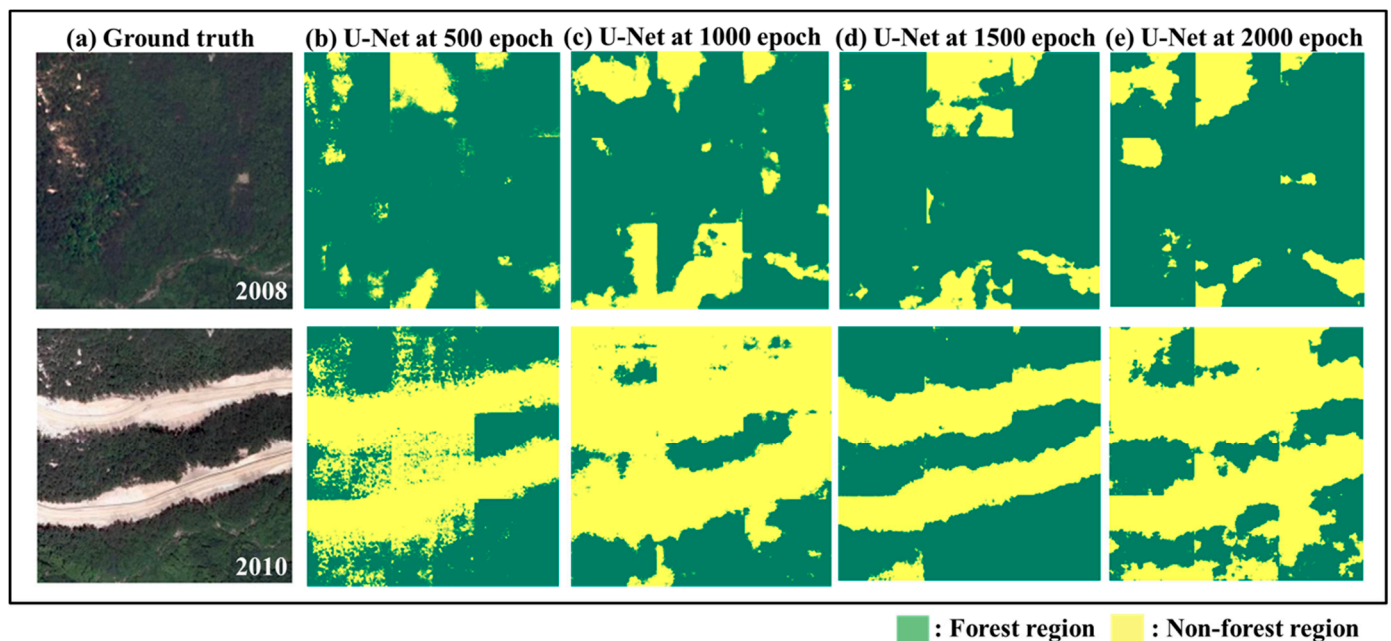 (a) Ground truth (b) U-Net at 500 epoch (c) U-Net at 1000 epoch (d) U-Net at 1500 epoch (e) U-Net at 2000 epoch
2008
2010
: Forest region : Non-forest region